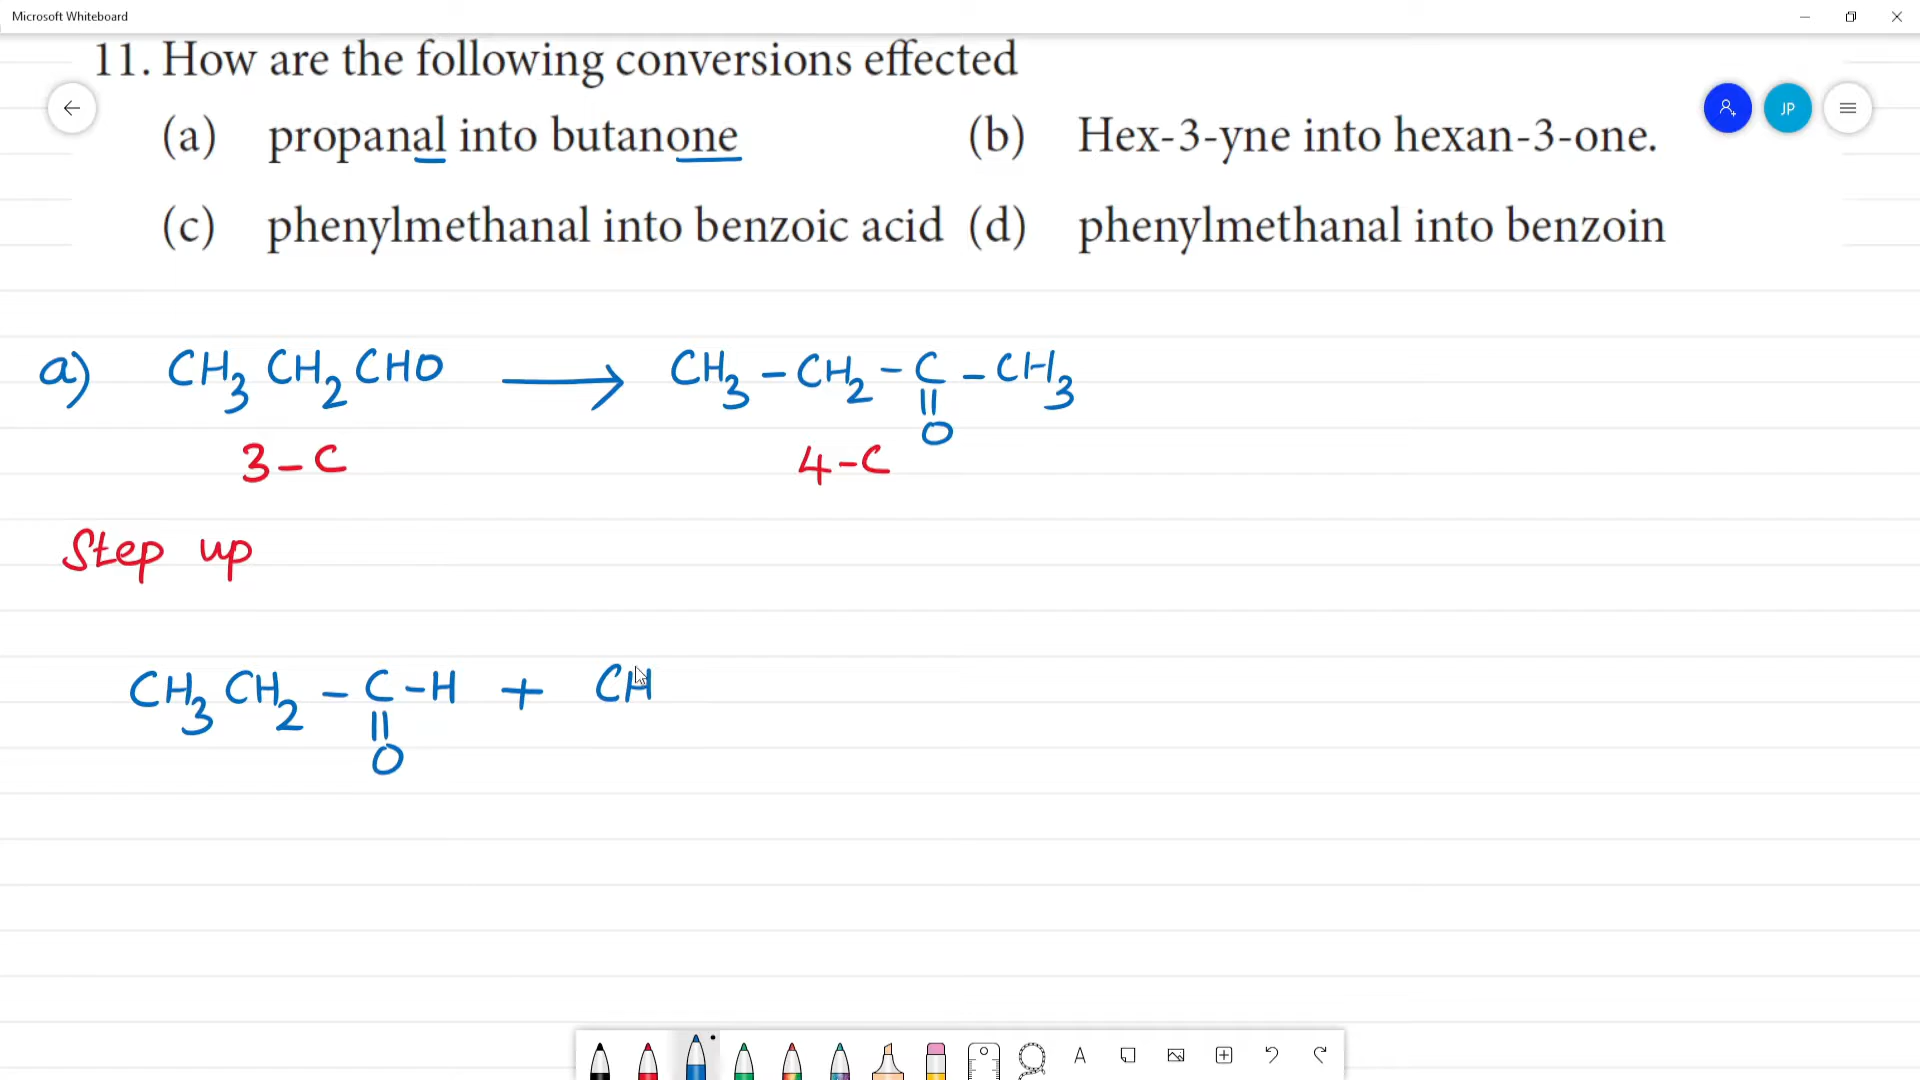 Microsoft Whiteboard
11. How are the following conversions effected
(a) propanal into butanone (b) Hex-3-yne into hexan-3-one.
(c) phenylmethanal into benzoic acid (d) phenylmethanal into benzoin
JP
a) CH₃ CH₂ CHO ⟶ CH₃ – CH₂ – C – CH₃
||
O
3 – C 4 – C
Step up
CH₃ CH₂ – C – H + CH
||
O
A